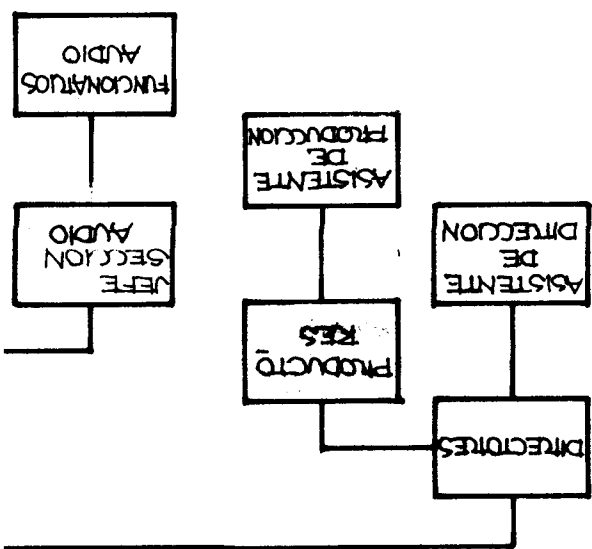 DIRECTORES
ASISTENTE
DE
DIRECCION
PRODUCTO-
RES
ASISTENTE
DE
PRODUCCION
JEFE
SECCION
AUDIO
FUNCIONARIOS
AUDIO